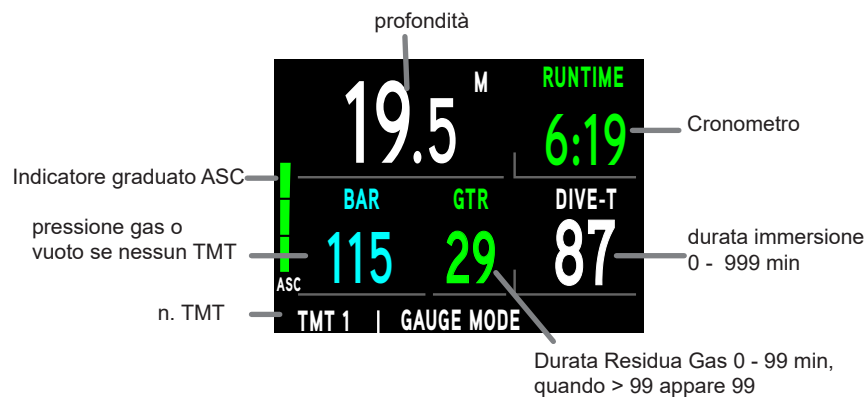 profondità
M
RUNTIME
19.5
6:19
Cronometro
Indicatore graduato ASC
BAR
GTR
DIVE-T
pressione gas o
vuoto se nessun TMT
115
29
87
durata immersione
0 - 999 min
ASC
n. TMT
TMT 1 | GAUGE MODE
Durata Residua Gas 0 - 99 min,
quando > 99 appare 99